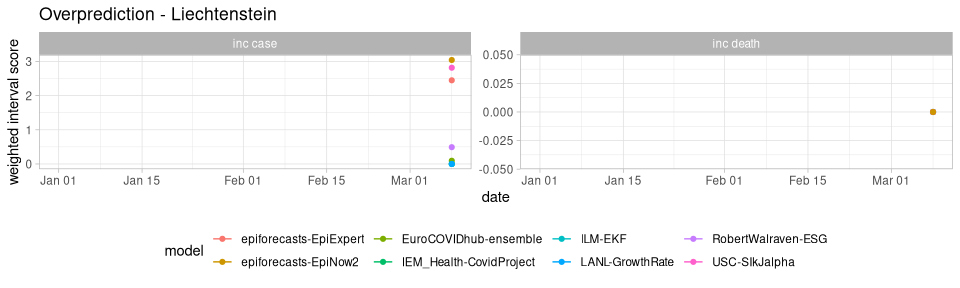 Overprediction - Liechtenstein
inc case
inc death
weighted interval score
3
2
1
0
0.050
0.025
0.000
-0.025
-0.050
Jan 01 Jan 15 Feb 01 Feb 15 Mar 01
Jan 01 Jan 15 Feb 01 Feb 15 Mar 01
date
model
epiforecasts-EpiExpert EuroCOVIDhub-ensemble ILM-EKF RobertWalraven-ESG
epiforecasts-EpiNow2 IEM_Health-CovidProject LANL-GrowthRate USC-SIkJalpha